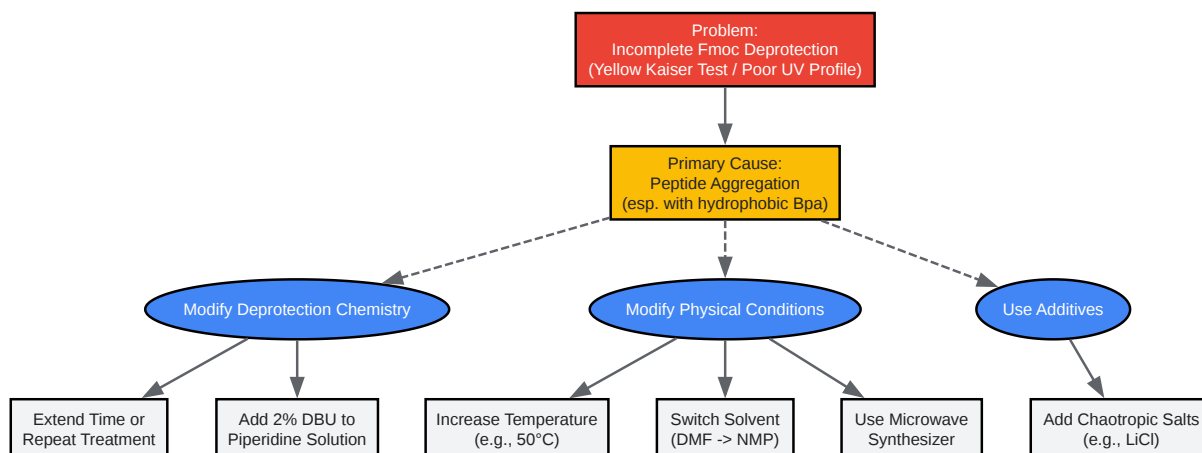 Problem:
Incomplete Fmoc Deprotection
(Yellow Kaiser Test / Poor UV Profile)
Primary Cause:
Peptide Aggregation
(esp. with hydrophobic Bpa)
Modify Deprotection Chemistry
Modify Physical Conditions
Use Additives
Extend Time or
Repeat Treatment
Add 2% DBU to
Piperidine Solution
Increase Temperature
(e.g., 50°C)
Switch Solvent
(DMF -> NMP)
Use Microwave
Synthesizer
Add Chaotropic Salts
(e.g., LiCl)